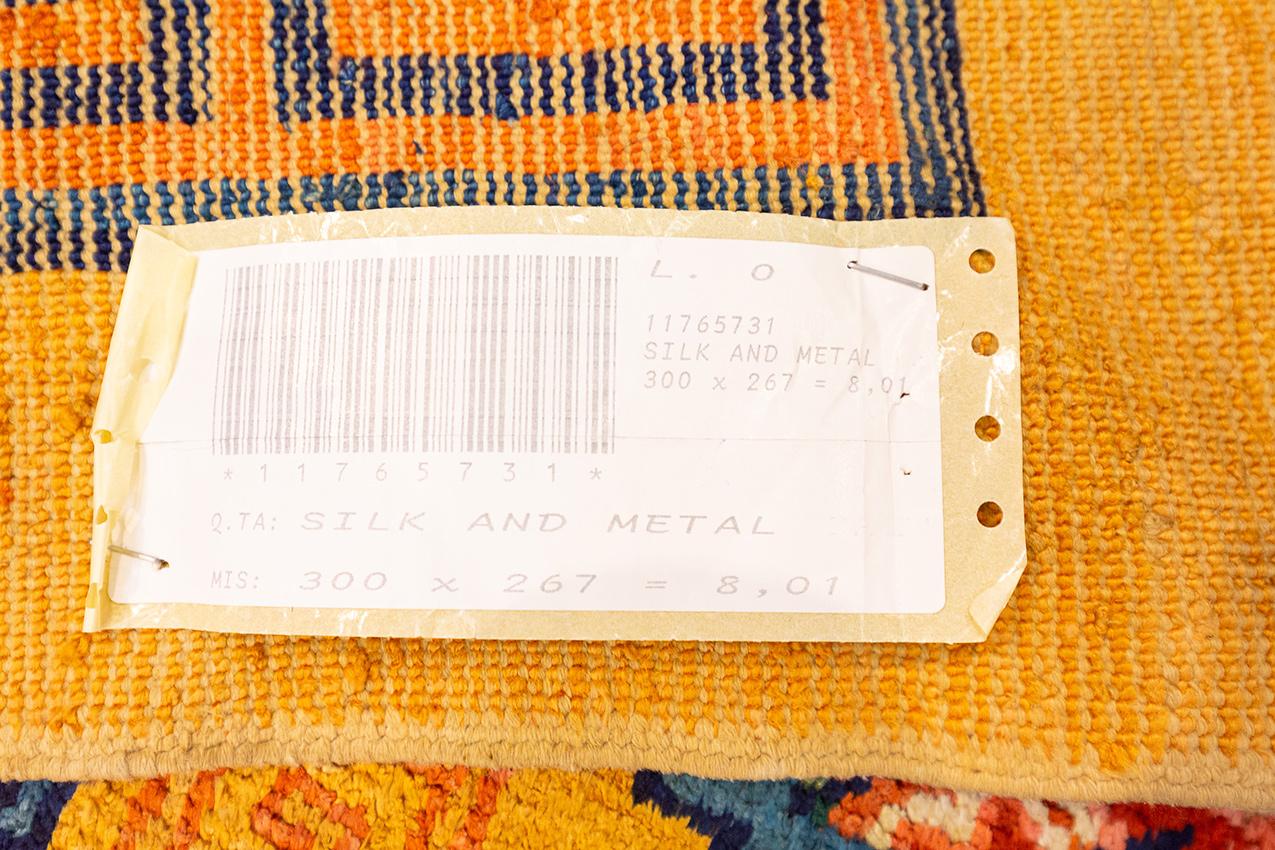 L. 0
11765731
SILK AND METAL
300 x 267 = 8,01
*11765731*
Q.TA: SILK AND METAL
MIS: 300 x 267 = 8,01